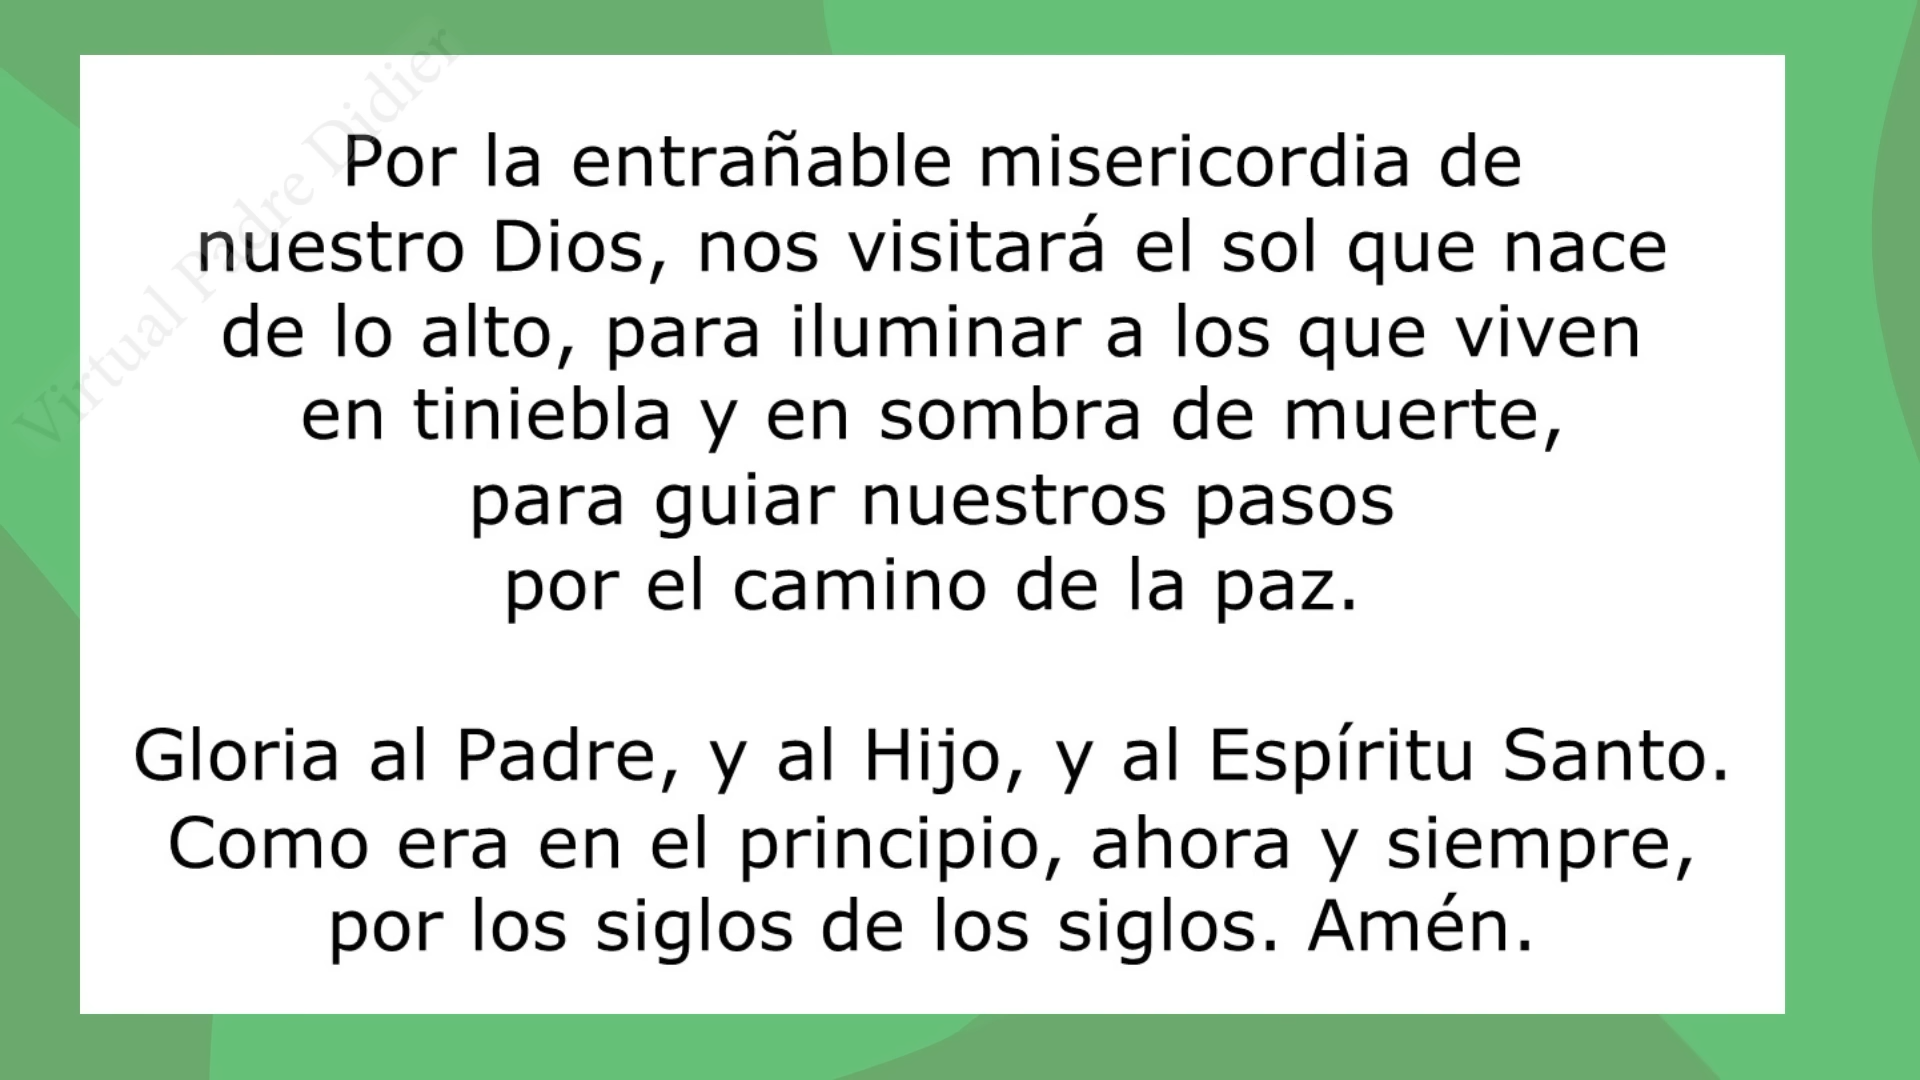 Virtual Padre Didier
Por la entrañable misericordia de
nuestro Dios, nos visitará el sol que nace
de lo alto, para iluminar a los que viven
en tiniebla y en sombra de muerte,
para guiar nuestros pasos
por el camino de la paz.
Gloria al Padre, y al Hijo, y al Espíritu Santo.
Como era en el principio, ahora y siempre,
por los siglos de los siglos. Amén.